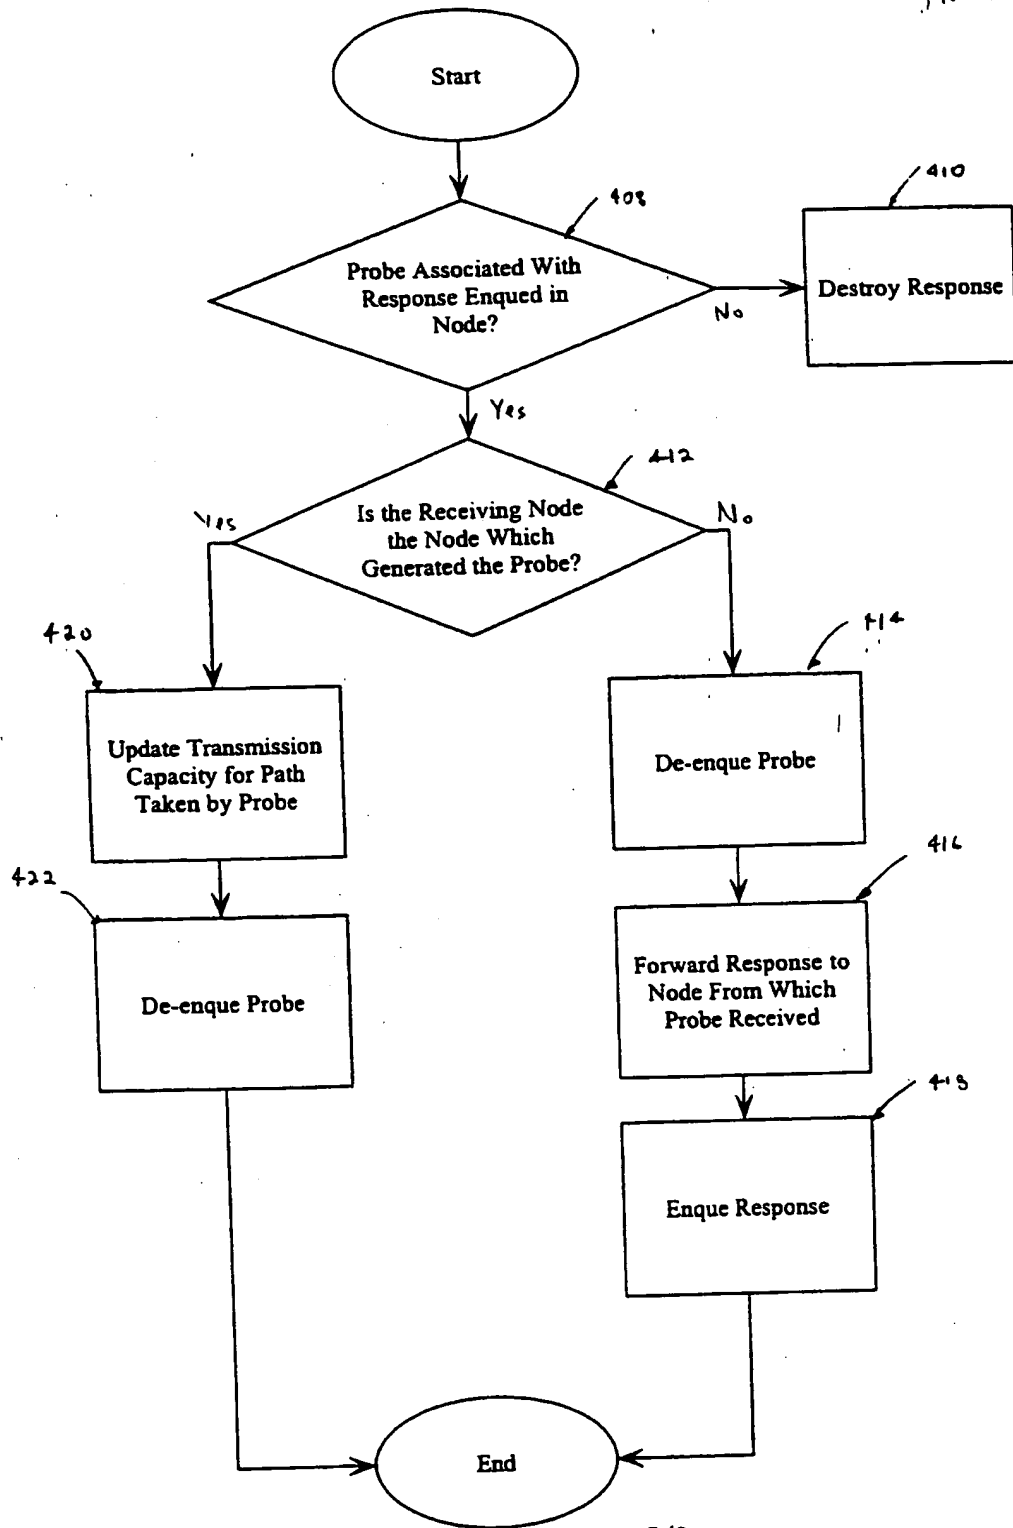 Start
408
Probe Associated With
Response Enqued in
Node?
No
410
Destroy Response
Yes
412
Is the Receiving Node
the Node Which
Generated the Probe?
Yes
No
420
Update Transmission
Capacity for Path
Taken by Probe
414
De-enque Probe
422
De-enque Probe
416
Forward Response to
Node From Which
Probe Received
418
Enque Response
End